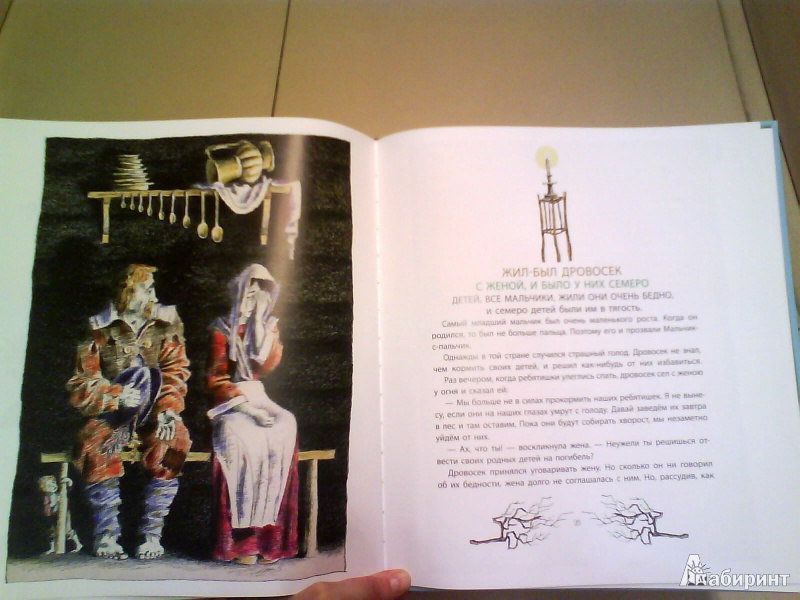 ЖИЛ-БЫЛ ДРОВОСЕК
С ЖЕНОЙ, И БЫЛО У НИХ СЕМЕРО
ДЕТЕЙ, ВСЕ МАЛЬЧИКИ. ЖИЛИ ОНИ ОЧЕНЬ БЕДНО,
и семеро детей были им в тягость.
Самый младший мальчик был очень маленького роста. Когда он
родился, то был не больше пальца. Поэтому его и прозвали Мальчик-
с-пальчик.
Однажды в той стране случился страшный голод. Дровосек не знал,
чем кормить своих детей, и решил как-нибудь от них избавиться.
Раз вечером, когда ребятишки улеглись спать, дровосек сел с женою
у огня и сказал ей:
— Мы больше не в силах прокормить наших ребятишек. Я не выне-
су, если они на наших глазах умрут с голоду. Давай заведём их завтра
в лес и там оставим. Пока они будут собирать хворост, мы незаметно
уйдём от них.
— Ах, что ты! — воскликнула жена. — Неужели ты решишься от-
вести своих родных детей на погибель?
Дровосек принялся уговаривать жену. Но сколько он ни говорил
об их бедности, жена долго не соглашалась с ним. Но, рассудив, как
Лабиринт